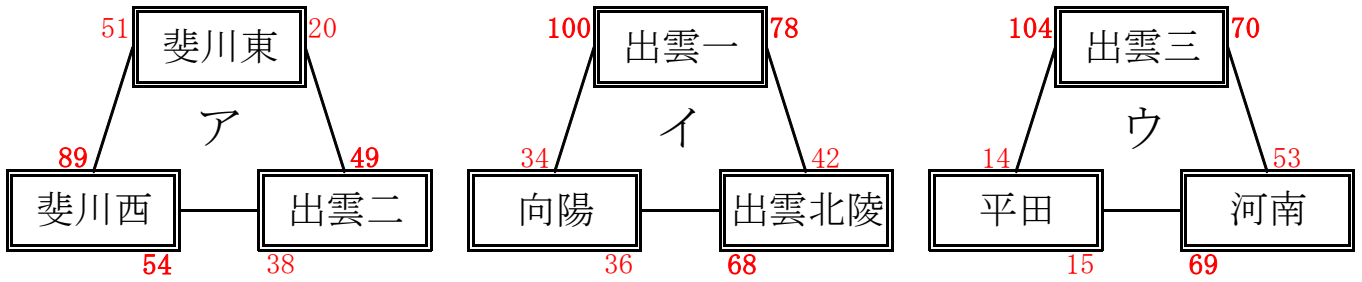 51 斐川東 20 100 出雲一 78 104 出雲三 70
ア イ ウ
89 49 34 42 14 53
斐川西 出雲二 向陽 出雲北陵 平田 河南
54 38 36 68 15 69